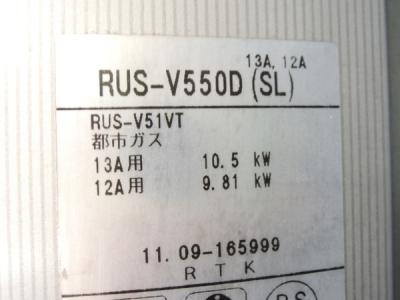 13A, 12A
RUS-V550D (SL)
RUS-V51VT
都市ガス
13A用 10.5 kW
12A用 9.81 kW
11. 09-165999
R T K
PS